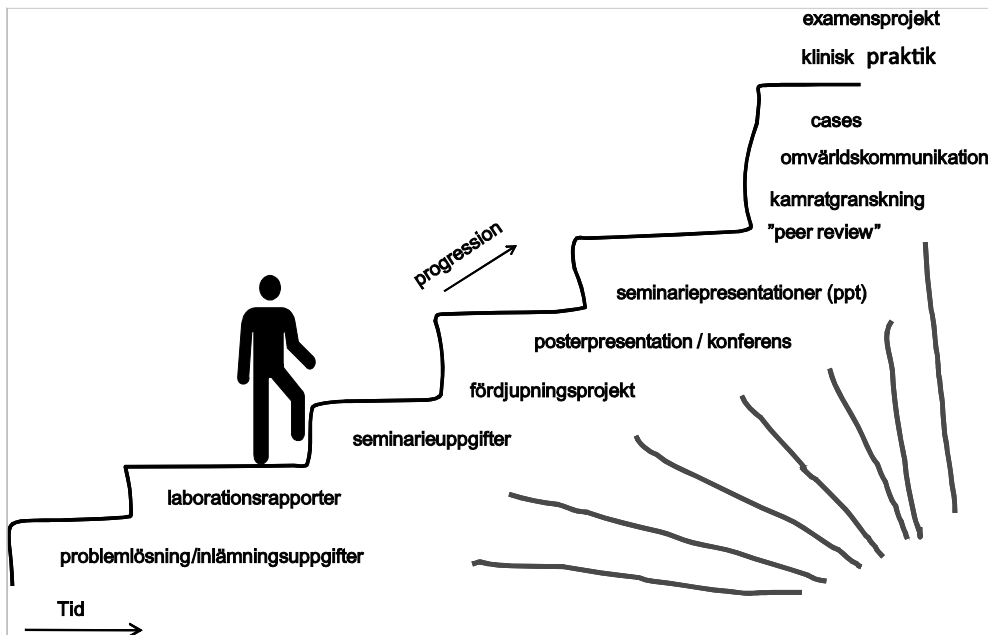 examensprojekt
klinisk praktik
cases
omvärldskommunikation
kamratgranskning
"peer review"
progression
seminariepresentationer (ppt)
posterpresentation / konferens
fördjupningsprojekt
seminarieuppgifter
laborationsrapporter
problemlösning/inlämningsuppgifter
Tid